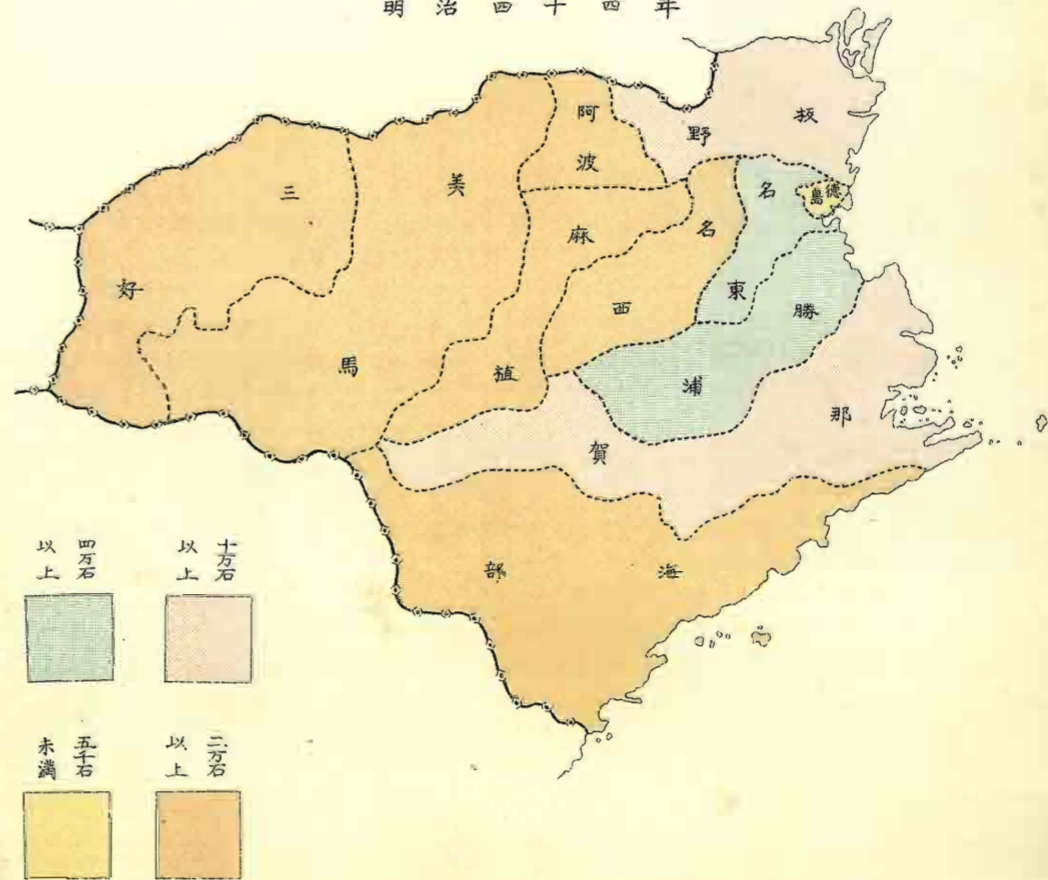 明治四十四年
板野
阿波
美馬
三好
麻植
名西
名東
徳島
勝浦
那賀
海部
十万石以上
四万石以上
二万石以上
五千石未満